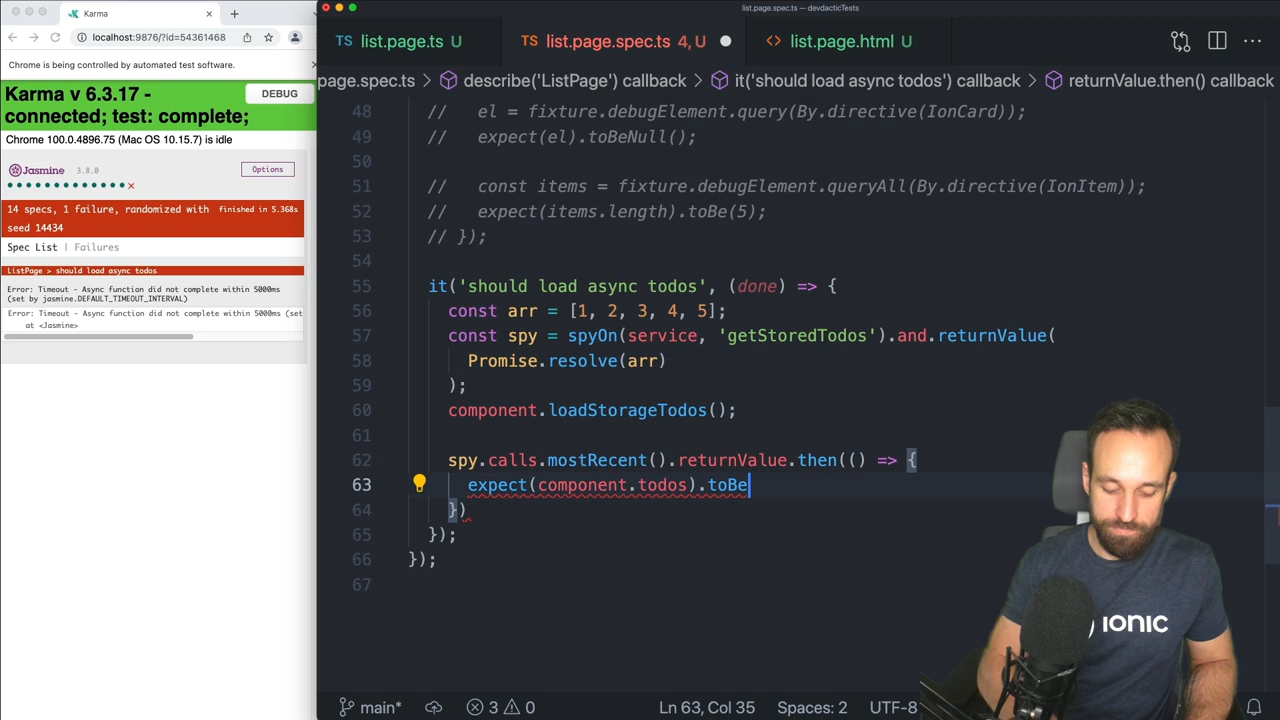 Karma
localhost:9876/?id=54361468
Chrome is being controlled by automated test software.
Karma v 6.3.17 - connected; test: complete;
DEBUG
Chrome 100.0.4896.75 (Mac OS 10.15.7) is idle
Jasmine 3.8.0
Options
14 specs, 1 failure, randomized with seed 14434
finished in 5.368s
Spec List | Failures
ListPage > should load async todos
Error: Timeout - Async function did not complete within 5000ms
(set by jasmine.DEFAULT_TIMEOUT_INTERVAL)
Error: Timeout - Async function did not complete within 5000ms (set
at <Jasmine>
list.page.spec.ts — devdacticTests
TS list.page.ts U
TS list.page.spec.ts 4, U
<> list.page.html U
page.spec.ts > describe('ListPage') callback > it('should load async todos') callback > returnValue.then() callback
48 //   el = fixture.debugElement.query(By.directive(IonCard));
49 //   expect(el).toBeNull();
50
51 //   const items = fixture.debugElement.queryAll(By.directive(IonItem));
52 //   expect(items.length).toBe(5);
53 // });
54
55 it('should load async todos', (done) => {
56 const arr = [1, 2, 3, 4, 5];
57 const spy = spyOn(service, 'getStoredTodos').and.returnValue(
58 Promise.resolve(arr)
59 );
60 component.loadStorageTodos();
61
62 spy.calls.mostRecent().returnValue.then(() => {
63 expect(component.todos).toBe
64 })
65 });
66 });
67
IONIC
main*
3
0
Ln 63, Col 35
Spaces: 2
UTF-8